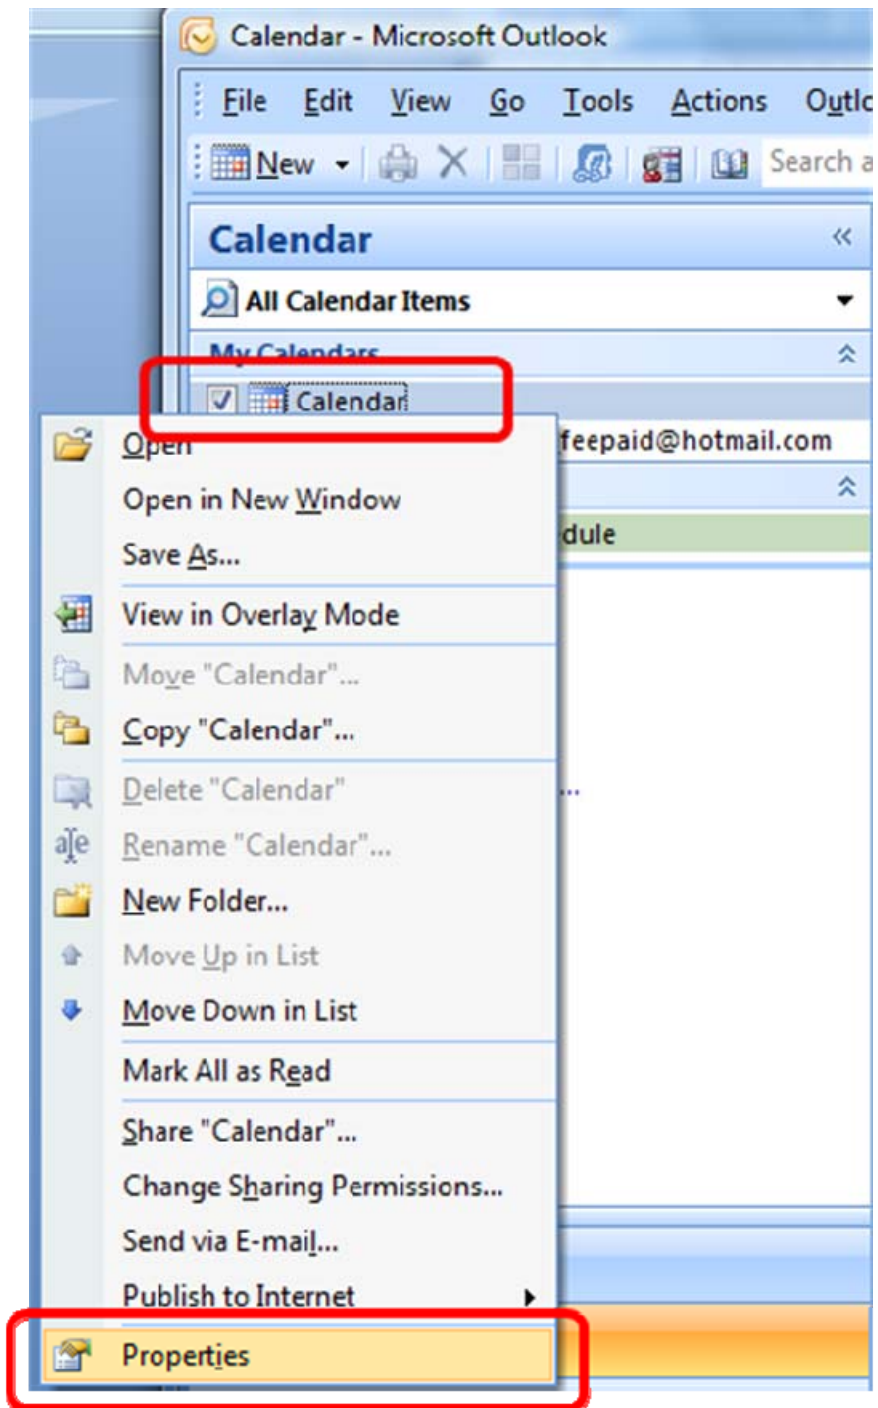 Calendar - Microsoft Outlook
File Edit View Go Tools Actions Outlo
New Search a
Calendar
All Calendar Items
My Calendars
Calendar
feepaid@hotmail.com
dule
...
Open
Open in New Window
Save As...
View in Overlay Mode
Move "Calendar"...
Copy "Calendar"...
Delete "Calendar"
Rename "Calendar"...
New Folder...
Move Up in List
Move Down in List
Mark All as Read
Share "Calendar"...
Change Sharing Permissions...
Send via E-mail...
Publish to Internet
Properties